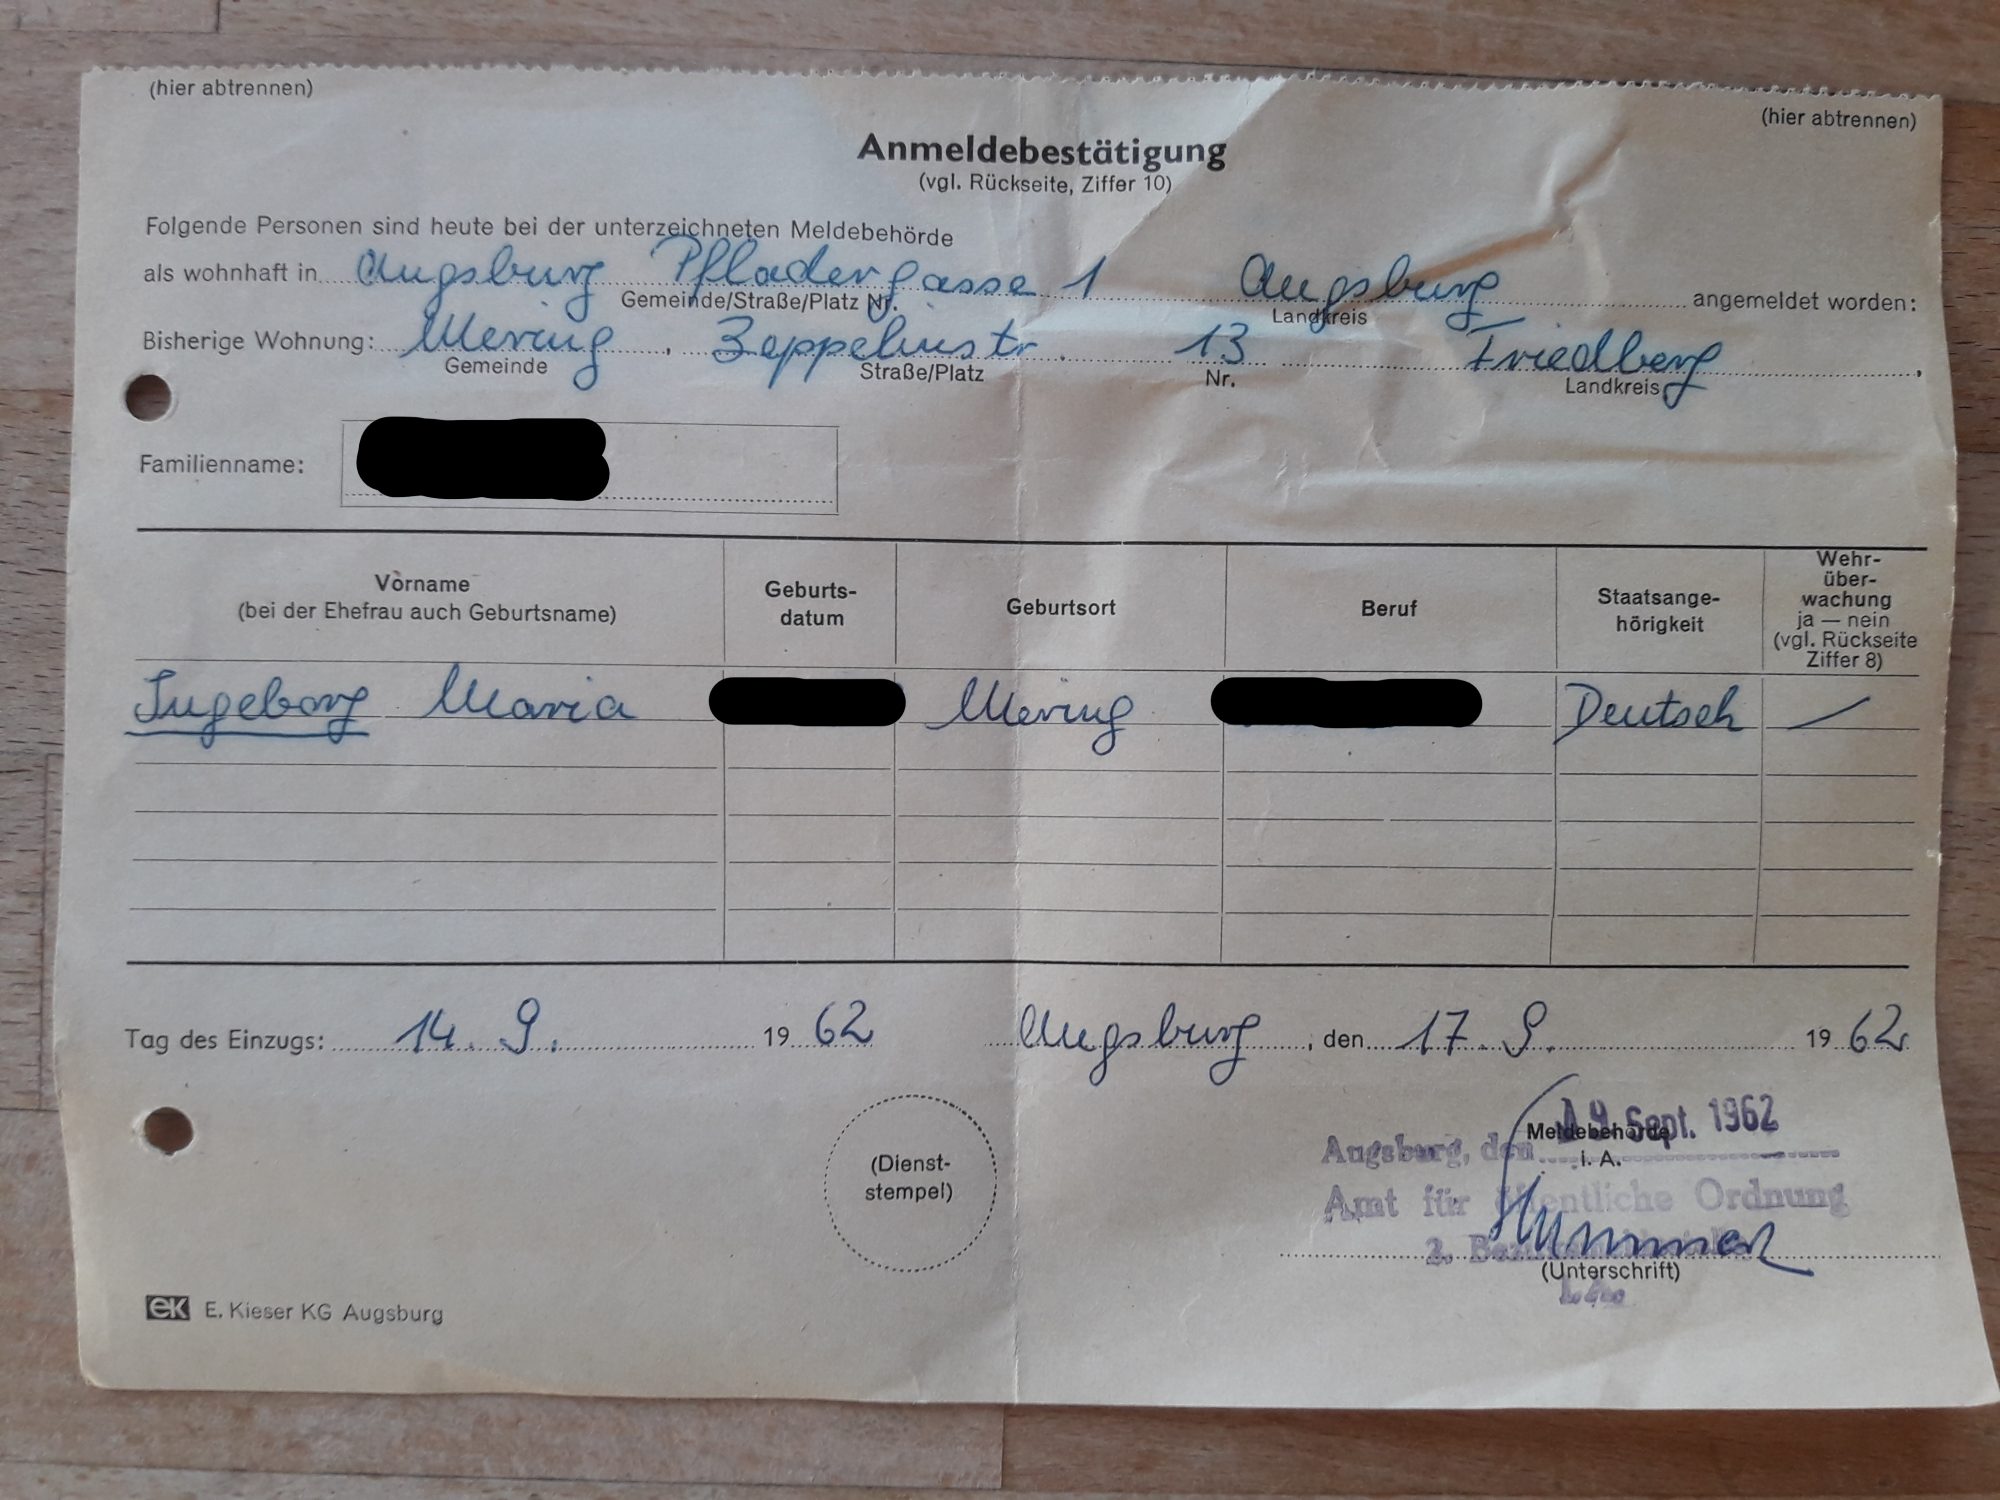 (hier abtrennen)
(hier abtrennen)
Anmeldebestätigung
(vgl. Rückseite, Ziffer 10)
Folgende Personen sind heute bei der unterzeichneten Meldebehörde
als wohnhaft in Augsburg Pfladergasse 1 Augsburg angemeldet worden:
Gemeinde/Straße/Platz Nr. Landkreis
Bisherige Wohnung: Mering, Zeppelinstr. 13 Friedberg,
Gemeinde Straße/Platz Nr. Landkreis
Familienname:
Vorname
(bei der Ehefrau auch Geburtsname)
Geburts-
datum
Geburtsort
Beruf
Staatsange-
hörigkeit
Wehr-
über-
wachung
ja — nein
(vgl. Rückseite
Ziffer 8)
Ingeborg Maria Mering Deutsch —
Tag des Einzugs: 14. 9. 1962 Augsburg, den 17. 9. 1962
Meldebehörde
i. A.
Augsburg, den 19. Sept. 1962
Amt für öffentliche Ordnung
2.
(Dienst-
stempel)
(Unterschrift)
ek E. Kieser KG Augsburg